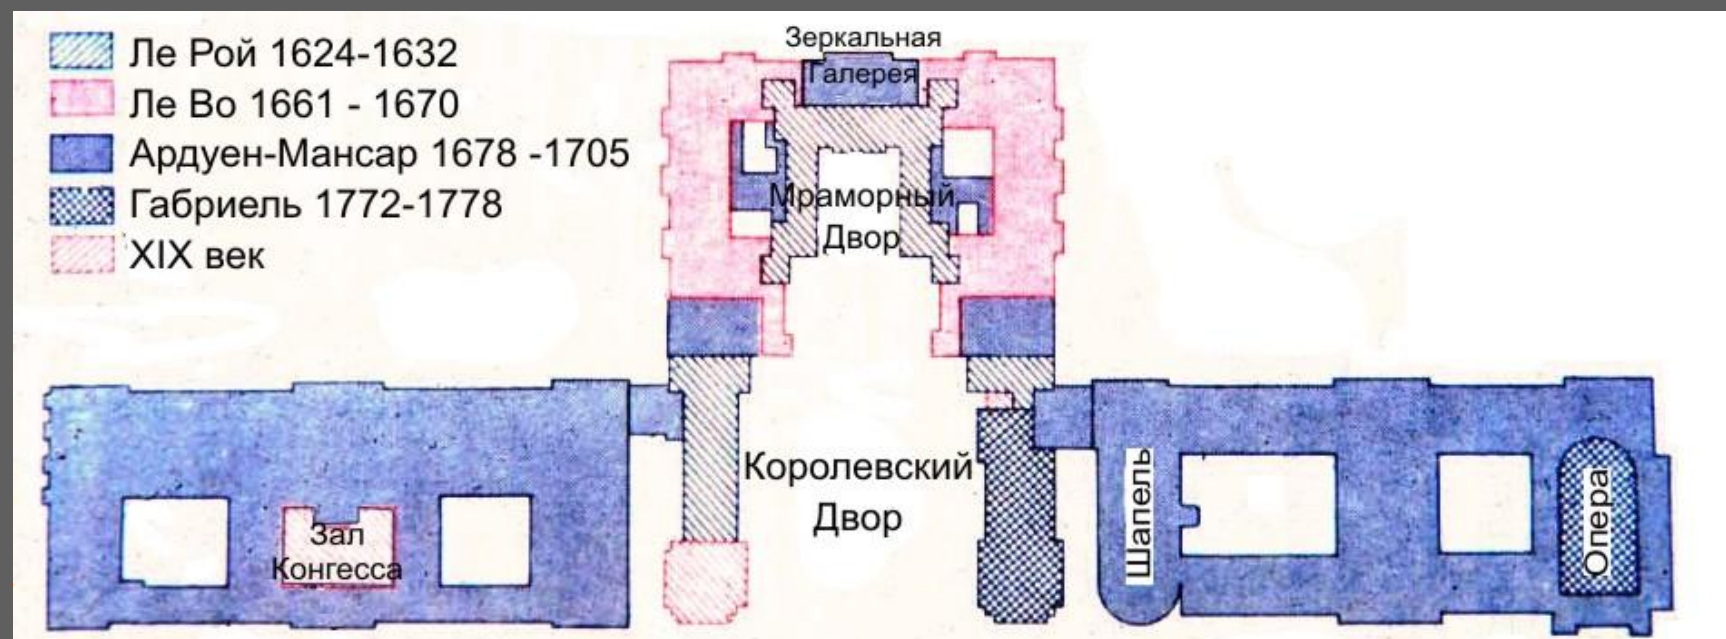 Ле Рой 1624-1632
Ле Во 1661 - 1670
Ардуен-Мансар 1678 -1705
Габриель 1772-1778
XIX век
Зеркальная
Галерея
Мраморный
Двор
Королевский
Двор
Зал
Конгесса
Шапель
Опера